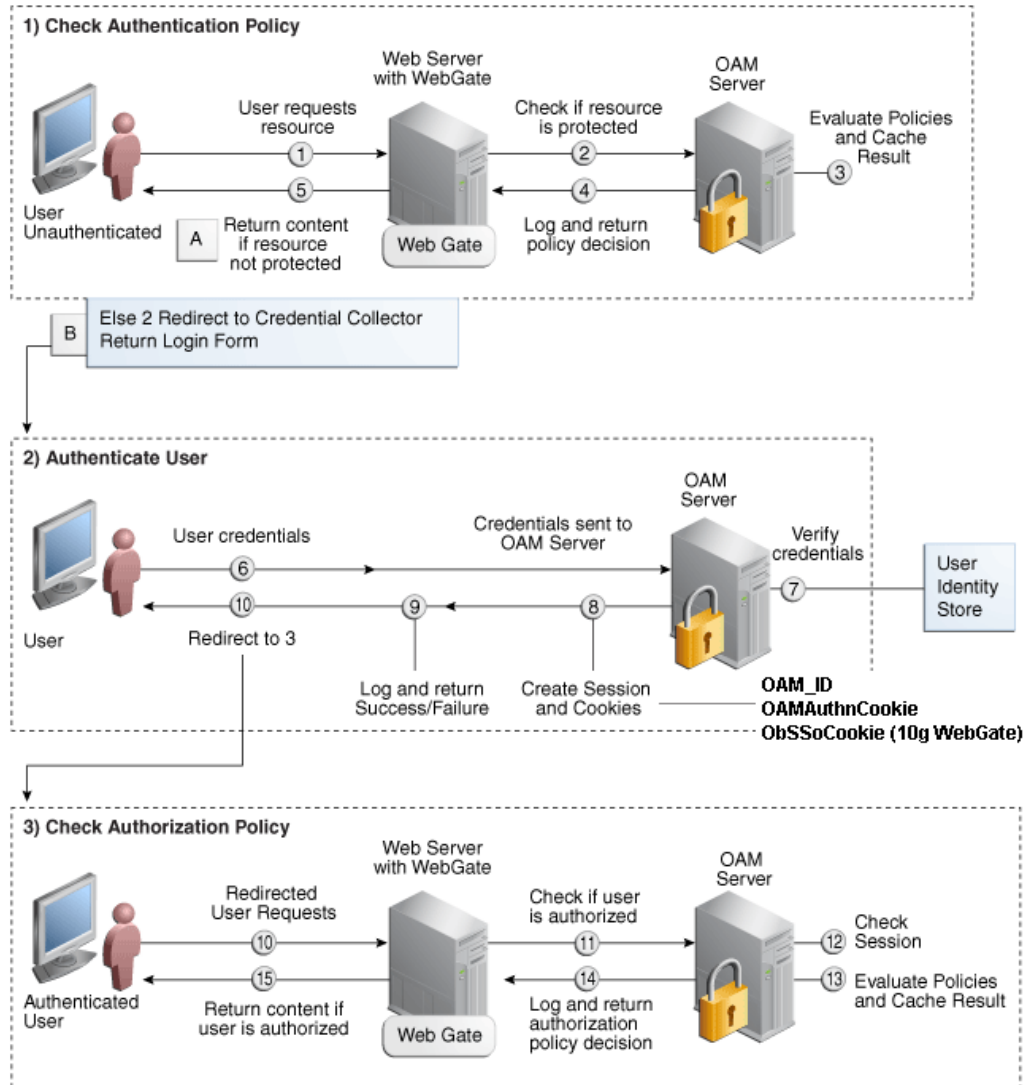 1) Check Authentication Policy
Web Server
with WebGate
OAM
Server
User requests
resource
Check if resource
is protected
Evaluate Policies
and Cache
Result
1
2
3
5
4
User
Unauthenticated
A
Return content
if resource
not protected
Web Gate
Log and return
policy decision
B
Else 2 Redirect to Credential Collector
Return Login Form
2) Authenticate User
OAM
Server
User credentials
Credentials sent to
OAM Server
Verify
credentials
6
7
User
Identity
Store
10
9
8
User
Redirect to 3
Log and return
Success/Failure
Create Session
and Cookies
OAM_ID
OAMAuthnCookie
ObSSoCookie (10g WebGate)
3) Check Authorization Policy
Web Server
with WebGate
OAM
Server
Redirected
User Requests
Check if user
is authorized
10
11
12
Check
Session
15
14
13
Evaluate Policies
and Cache Result
Authenticated
User
Return content if
user is authorized
Web Gate
Log and return
authorization
policy decision